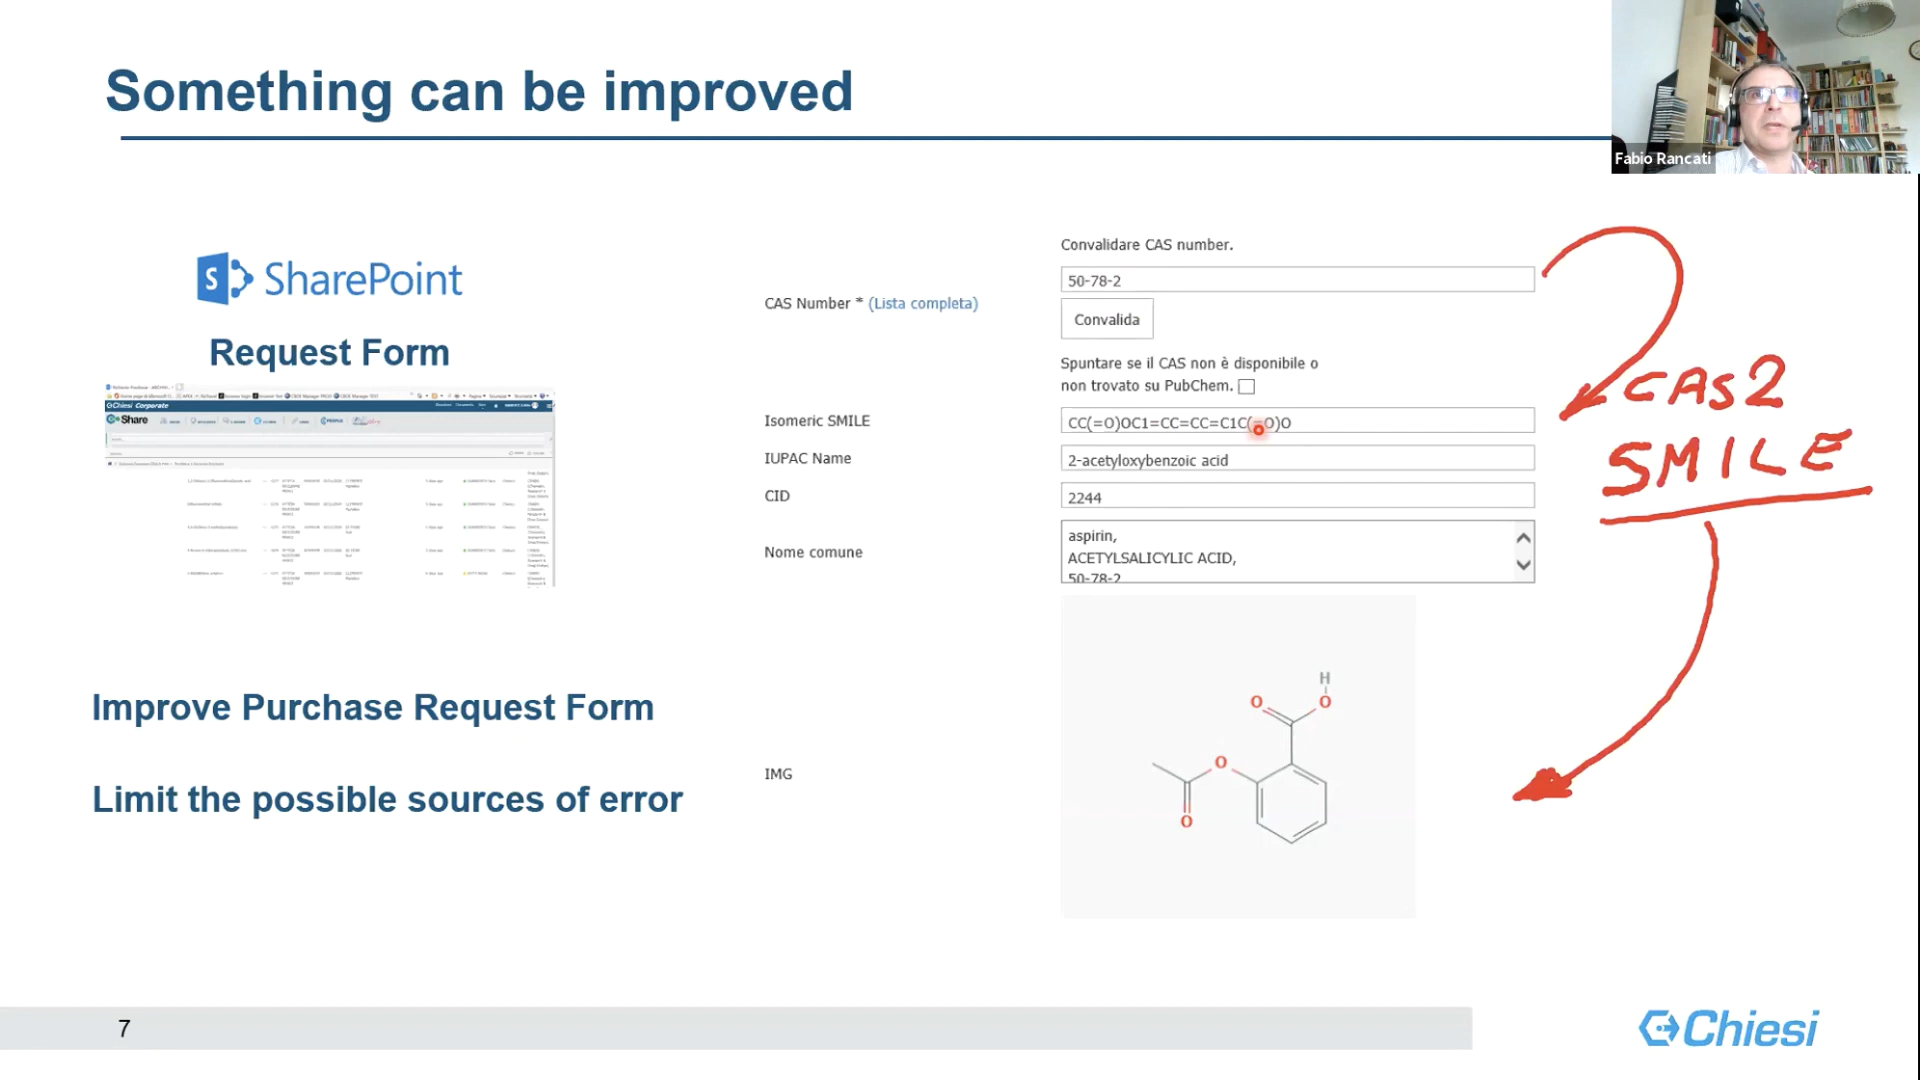 Something can be improved
Fabio Rancati
S SharePoint
Request Form
Chiesi Corporate
Share
Improve Purchase Request Form
Limit the possible sources of error
Convalidare CAS number.
CAS Number * (Lista completa)
50-78-2
Convalida
Spuntare se il CAS non è disponibile o
non trovato su PubChem.
Isomeric SMILE
CC(=O)OC1=CC=CC=C1C(=O)O
IUPAC Name
2-acetyloxybenzoic acid
CID
2244
Nome comune
aspirin,
ACETYLSALICYLIC ACID,
50-78-2
IMG
H
O
O
O
O
CAS2
SMILE
7
Chiesi